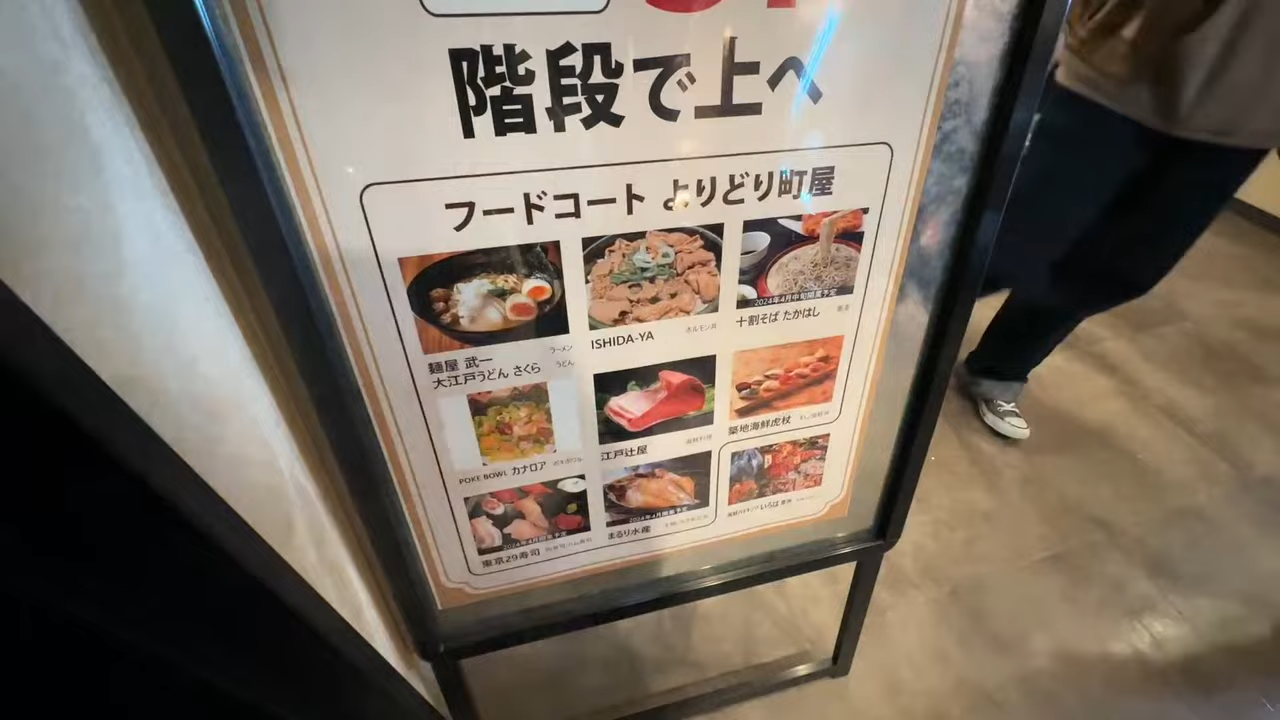 階段で上へ
フードコート よりどり町屋
麺屋 武一 ラーメン
大江戸うどん さくら うどん
ISHIDA-YA ホルモン丼
2024年4月中旬開業予定
十割そば たかはし 蕎麦
POKE BOWL カナロア
江戸辻屋
築地海鮮虎杖
2024年4月開業予定
東京29寿司
2024年4月開業予定
まるり水産
いろは